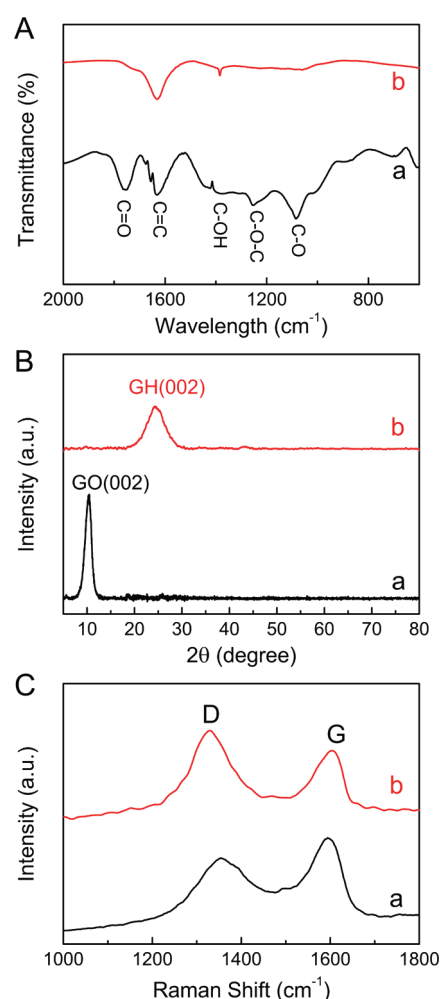 A
Transmittance (%)
b
a
C=O
C=C
C-OH
C-O-C
C-O
2000 1600 1200 800
Wavelength (cm⁻¹)
B
Intensity (a.u.)
GH(002)
b
GO(002)
a
10 20 30 40 50 60 70 80
2θ (degree)
C
Intensity (a.u.)
D
G
b
a
1000 1200 1400 1600 1800
Raman Shift (cm⁻¹)